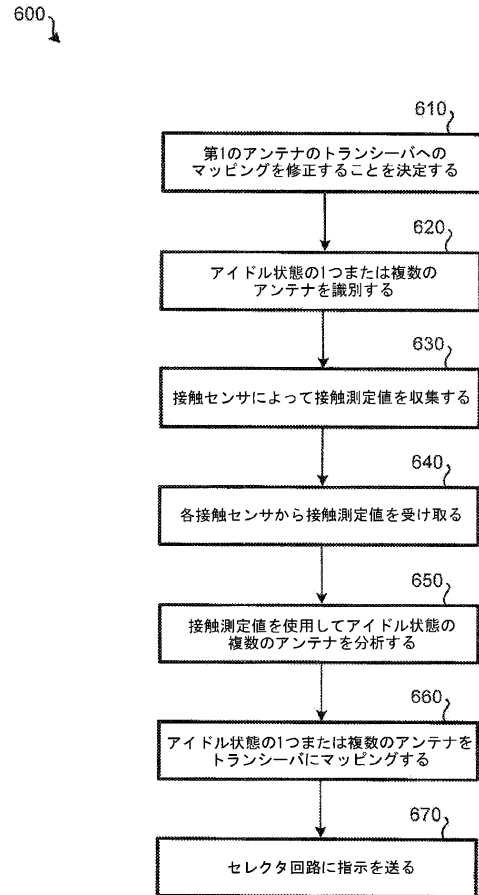 600
610
第1のアンテナのトランシーバへの
マッピングを修正することを決定する
620
アイドル状態の1つまたは複数の
アンテナを識別する
630
接触センサによって接触測定値を収集する
640
各接触センサから接触測定値を受け取る
650
接触測定値を使用してアイドル状態の
複数のアンテナを分析する
660
アイドル状態の1つまたは複数のアンテナを
トランシーバにマッピングする
670
セレクタ回路に指示を送る